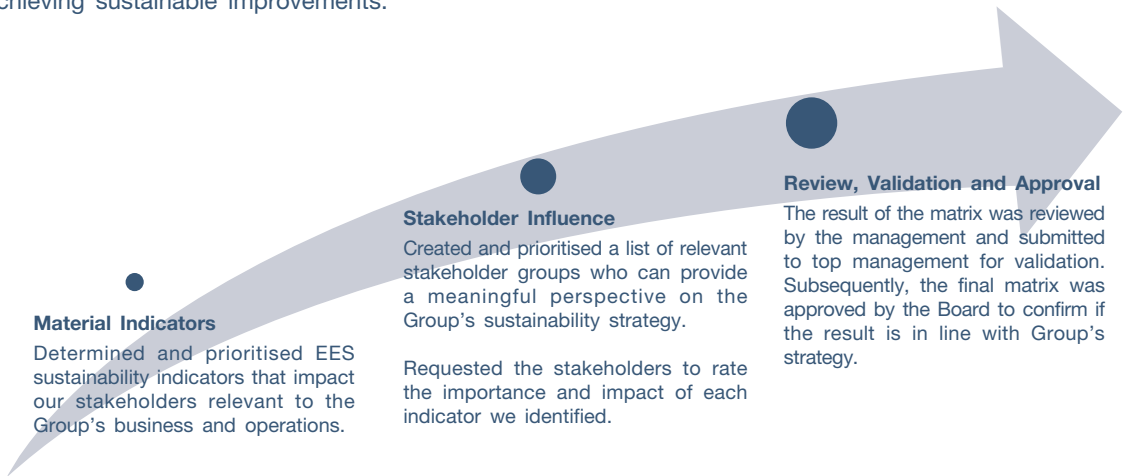 achieving sustainable improvements.
Material Indicators
Determined and prioritised EES
sustainability indicators that impact
our stakeholders relevant to the
Group's business and operations.
Stakeholder Influence
Created and prioritised a list of relevant
stakeholder groups who can provide
a meaningful perspective on the
Group's sustainability strategy.
Requested the stakeholders to rate
the importance and impact of each
indicator we identified.
Review, Validation and Approval
The result of the matrix was reviewed
by the management and submitted
to top management for validation.
Subsequently, the final matrix was
approved by the Board to confirm if
the result is in line with Group's
strategy.